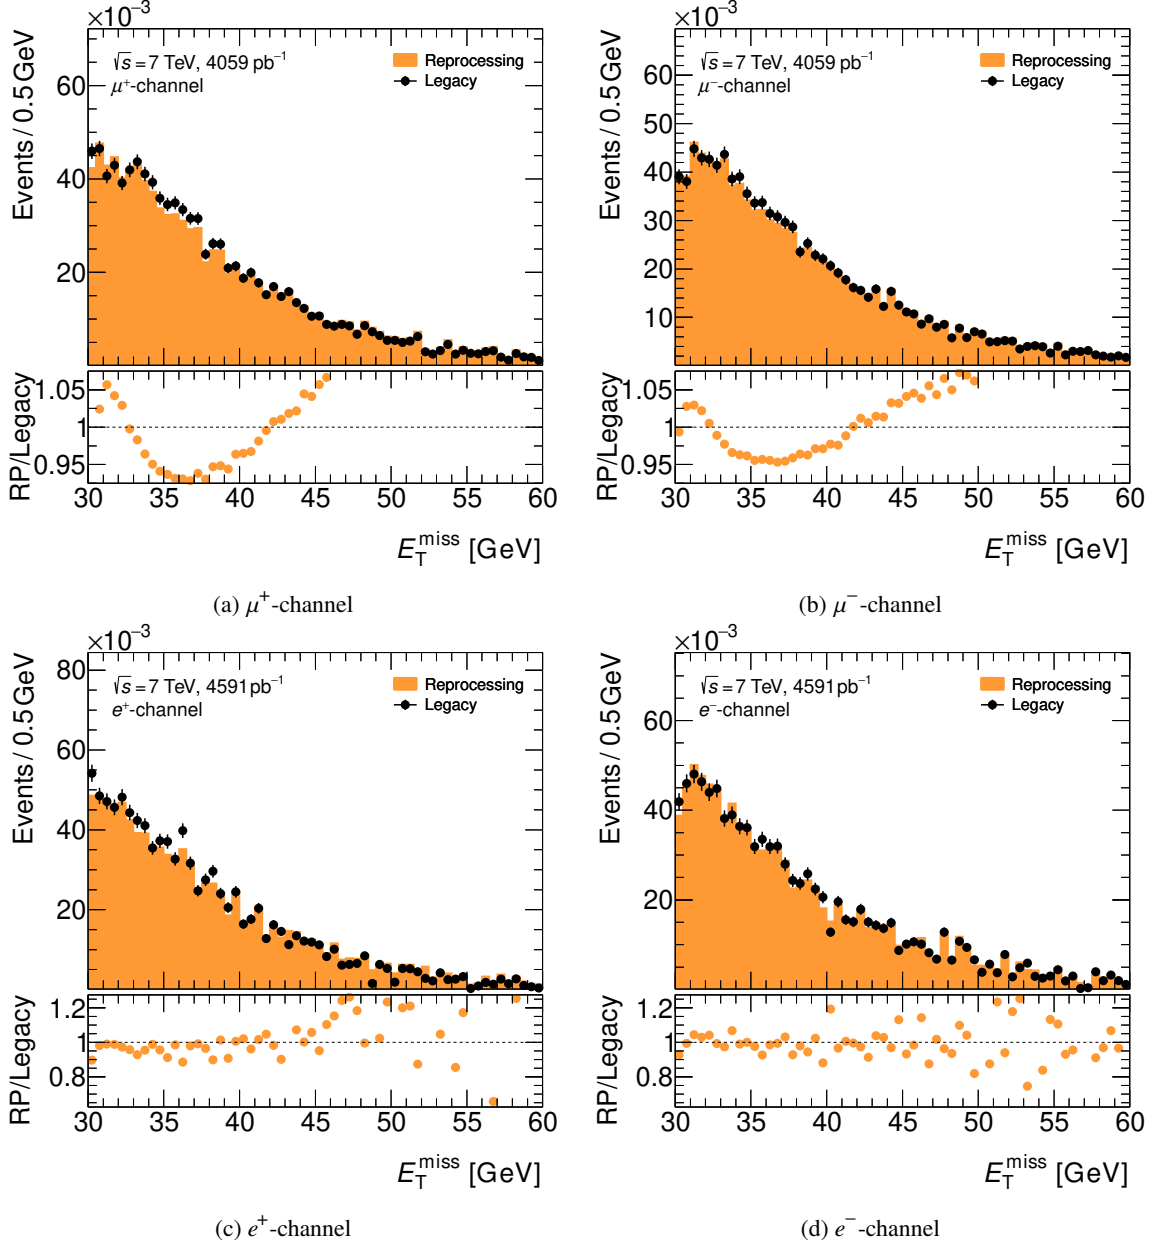 ×10⁻³
Events / 0.5 GeV
60
40
20
√s = 7 TeV, 4059 pb⁻¹
μ⁺-channel
Reprocessing
Legacy
RP/Legacy
1.05
1
0.95
30 35 40 45 50 55 60
E_T^miss [GeV]
(a) μ⁺-channel
×10⁻³
Events / 0.5 GeV
60
50
40
30
20
10
√s = 7 TeV, 4059 pb⁻¹
μ⁻-channel
Reprocessing
Legacy
RP/Legacy
1.05
1
0.95
30 35 40 45 50 55 60
E_T^miss [GeV]
(b) μ⁻-channel
×10⁻³
Events / 0.5 GeV
80
60
40
20
√s = 7 TeV, 4591 pb⁻¹
e⁺-channel
Reprocessing
Legacy
RP/Legacy
1.2
1
0.8
30 35 40 45 50 55 60
E_T^miss [GeV]
(c) e⁺-channel
×10⁻³
Events / 0.5 GeV
60
40
20
√s = 7 TeV, 4591 pb⁻¹
e⁻-channel
Reprocessing
Legacy
RP/Legacy
1.2
1
0.8
30 35 40 45 50 55 60
E_T^miss [GeV]
(d) e⁻-channel